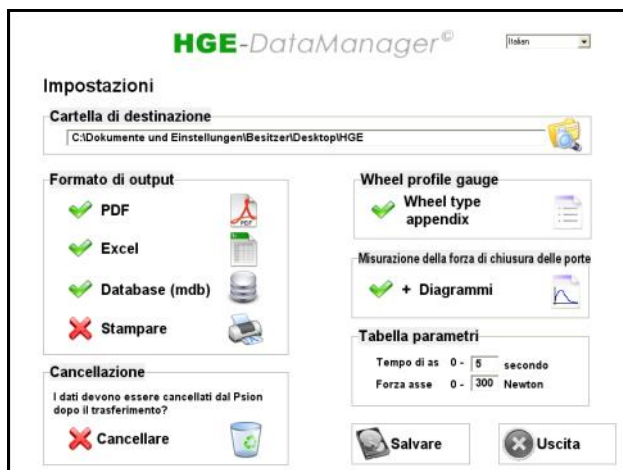 HGE-DataManager©
Italian
Impostazioni
Cartella di destinazione
C:\Dokumente und Einstellungen\Besitzer\Desktop\HGE
Formato di output
PDF
PDF
Excel
Database (mdb)
Stampare
Cancellazione
I dati devono essere cancellati dal Psion
dopo il trasferimento?
Cancellare
Wheel profile gauge
Wheel type
appendix
Misurazione della forza di chiusura delle porte
+ Diagrammi
Tabella parametri
Tempo di as 0 - 5 secondo
Forza asse 0 - 300 Newton
Salvare
Uscita